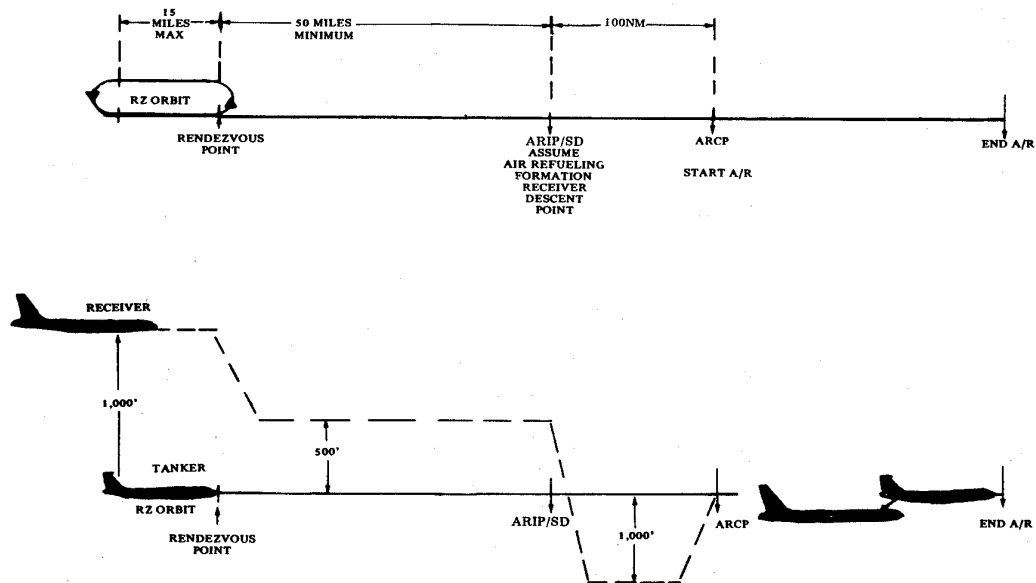 15
MILES
MAX
50 MILES
MINIMUM
100NM
RZ ORBIT
RENDEZVOUS
POINT
ARIP/SD
ASSUME
AIR REFUELING
FORMATION
RECEIVER
DESCENT
POINT
ARCP
START A/R
END A/R
RECEIVER
1,000'
500'
TANKER
RZ ORBIT
RENDEZVOUS
POINT
ARIP/SD
1,000'
ARCP
END A/R